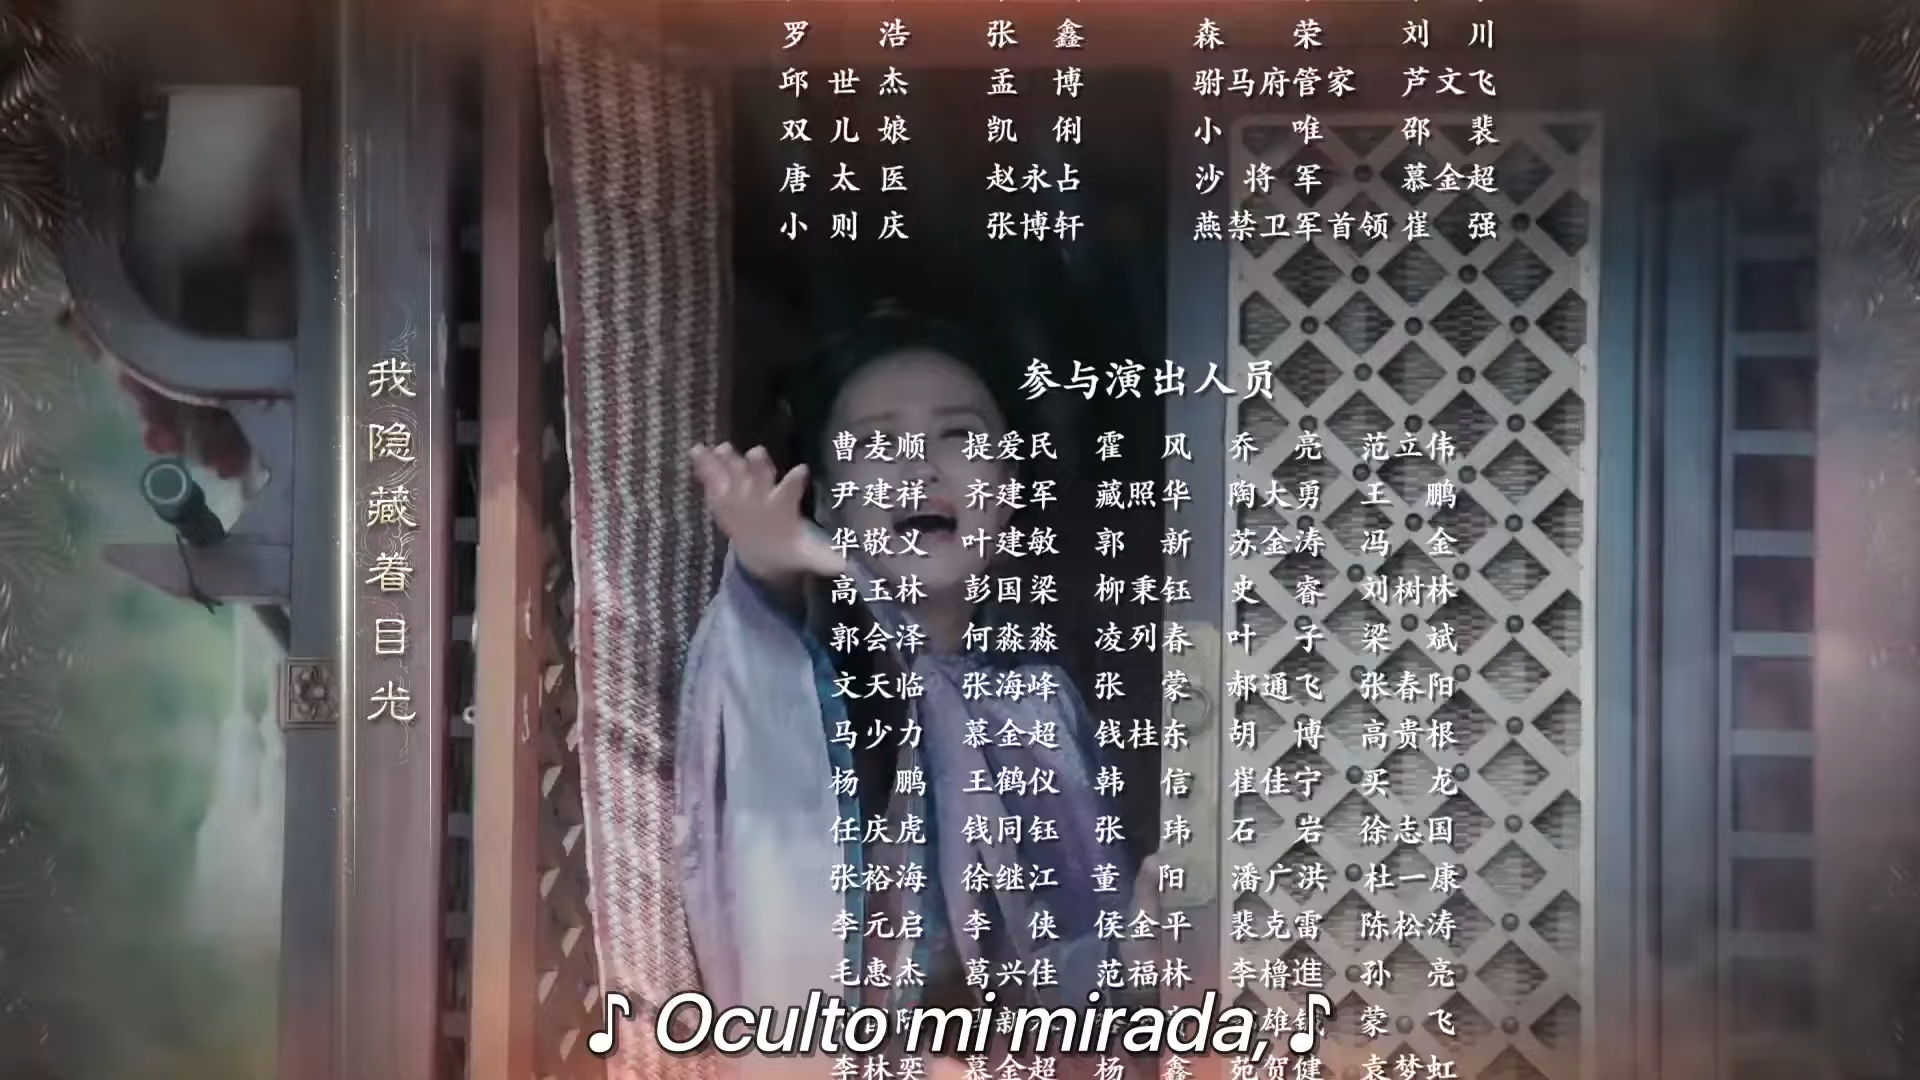 罗浩 张鑫 森荣 刘川
邱世杰 孟博 驸马府管家 芦文飞
双儿娘 凯俐 小唯 邵裴
唐太医 赵永占 沙将军 慕金超
小则庆 张博轩 燕禁卫军首领 崔强
我隐藏着目光
参与演出人员
曹麦顺 提爱民 霍风 乔亮 范立伟
尹建祥 齐建军 藏照华 陶大勇 王鹏
华敬义 叶建敏 郭新 苏金涛 冯金
高玉林 彭国梁 柳秉钰 史睿 刘树林
郭会泽 何淼淼 凌列春 叶子 梁斌
文天临 张海峰 张蒙 郝通飞 张春阳
马少力 慕金超 钱桂东 胡博 高贵根
杨鹏 王鹤仪 韩信 崔佳宁 买龙
任庆虎 钱同钰 张玮 石岩 徐志国
张裕海 徐继江 董阳 潘广洪 杜一康
李元启 李侠 侯金平 裴克雷 陈松涛
毛惠杰 葛兴佳 范福林 李櫓進 孙亮
蒙飞
♪ Oculto mi mirada, ♪
李林奕 慕金超 杨鑫 苑贺健 袁梦虹